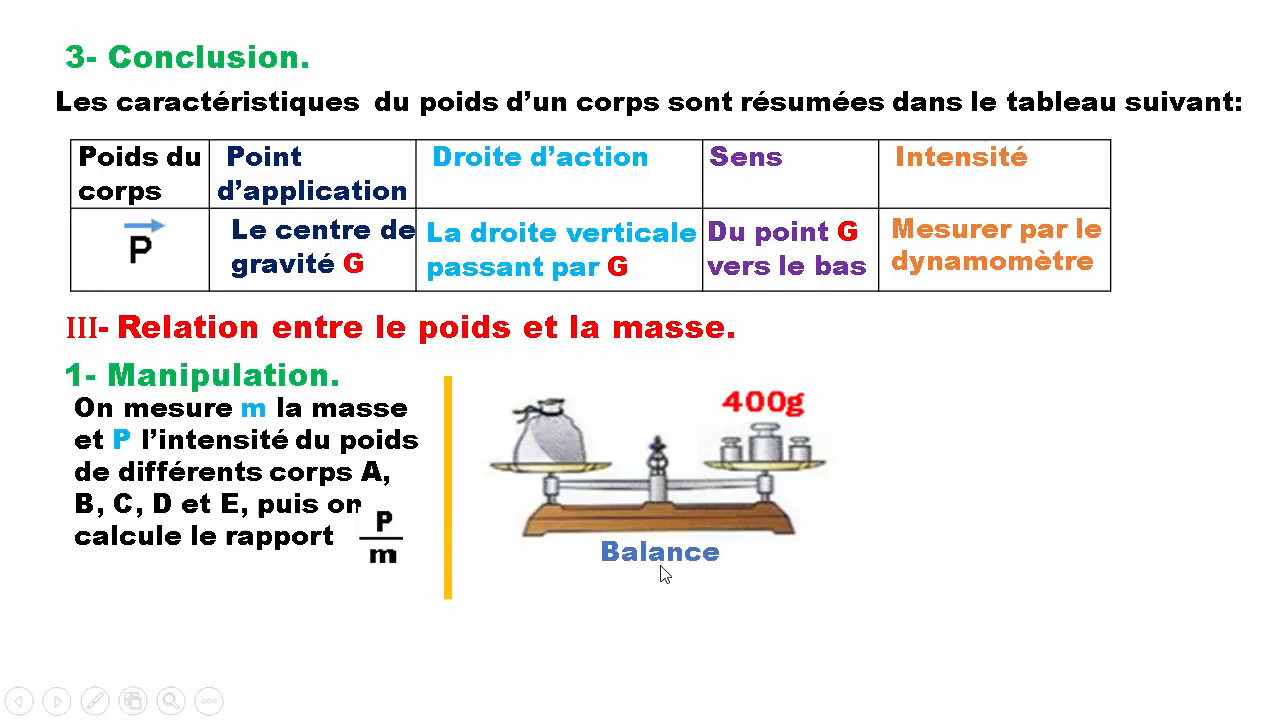 3- Conclusion.
Les caractéristiques du poids d’un corps sont résumées dans le tableau suivant:
Poids du corps
Point d’application
Droite d’action
Sens
Intensité
P
Le centre de gravité G
La droite verticale passant par G
Du point G vers le bas
Mesurer par le dynamomètre
III- Relation entre le poids et la masse.
1- Manipulation.
On mesure m la masse
et P l’intensité du poids
de différents corps A,
B, C, D et E, puis on
calcule le rapport P/m
400g
Balance